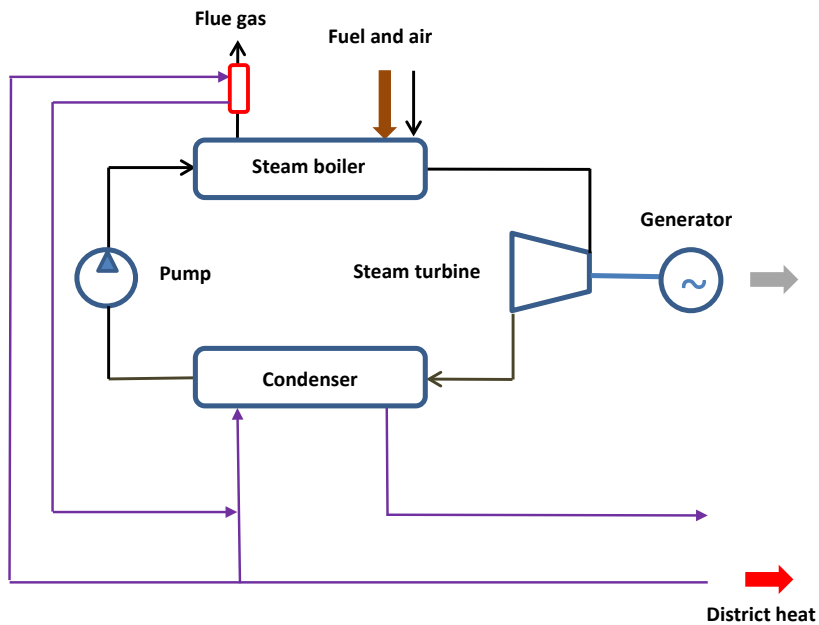 Flue gas
Fuel and air
Steam boiler
Generator
Pump
Steam turbine
~
Condenser
District heat